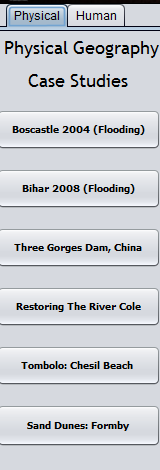 Physical Human
Physical Geography
Case Studies
Boscastle 2004 (Flooding)
Bihar 2008 (Flooding)
Three Gorges Dam, China
Restoring The River Cole
Tombolo: Chesil Beach
Sand Dunes: Formby